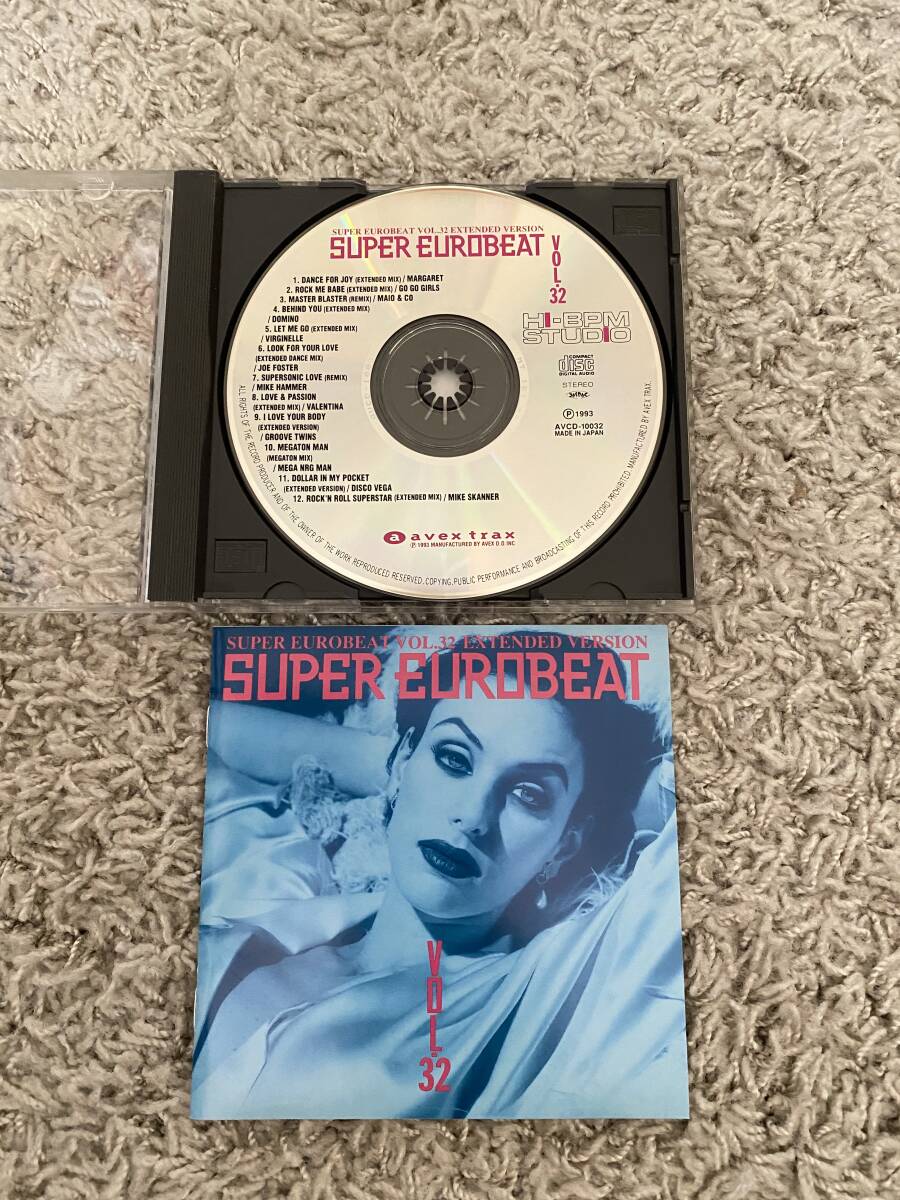 SUPER EUROBEAT VOL.32 EXTENDED VERSION
SUPER EUROBEAT
VOL.32
1. DANCE FOR JOY (EXTENDED MIX) / MARGARET
2. ROCK ME BABE (EXTENDED MIX) / GO GO GIRLS
3. MASTER BLASTER (REMIX) / MAIO & CO
4. BEHIND YOU (EXTENDED MIX)
/ DOMINO
5. LET ME GO (EXTENDED MIX)
/ VIRGINELLE
6. LOOK FOR YOUR LOVE
(EXTENDED DANCE MIX)
/ JOE FOSTER
7. SUPERSONIC LOVE (REMIX)
/ MIKE HAMMER
8. LOVE & PASSION
(EXTENDED MIX) / VALENTINA
9. I LOVE YOUR BODY
(EXTENDED VERSION)
/ GROOVE TWINS
10. MEGATON MAN
(MEGATON MIX)
/ MEGA NRG MAN
11. DOLLAR IN MY POCKET
(EXTENDED VERSION) / DISCO VEGA
12. ROCK'N ROLL SUPERSTAR (EXTENDED MIX) / MIKE SKANNER
HI-BPM
STUDIO
COMPACT
disc
DIGITAL AUDIO
STEREO
Ⓟ 1993
AVCD-10032
MADE IN JAPAN
a avex trax
Ⓟ 1993 MANUFACTURED BY AVEX D.D. INC
ALL RIGHTS OF THE RECORD PRODUCER AND OF THE OWNER OF THE WORK REPRODUCED RESERVED. COPYING, PUBLIC PERFORMANCE AND BROADCASTING OF THIS RECORD PROHIBITED. MANUFACTURED BY AVEX TRAX.
SUPER EUROBEAT VOL.32 EXTENDED VERSION
SUPER EUROBEAT
VOL.32